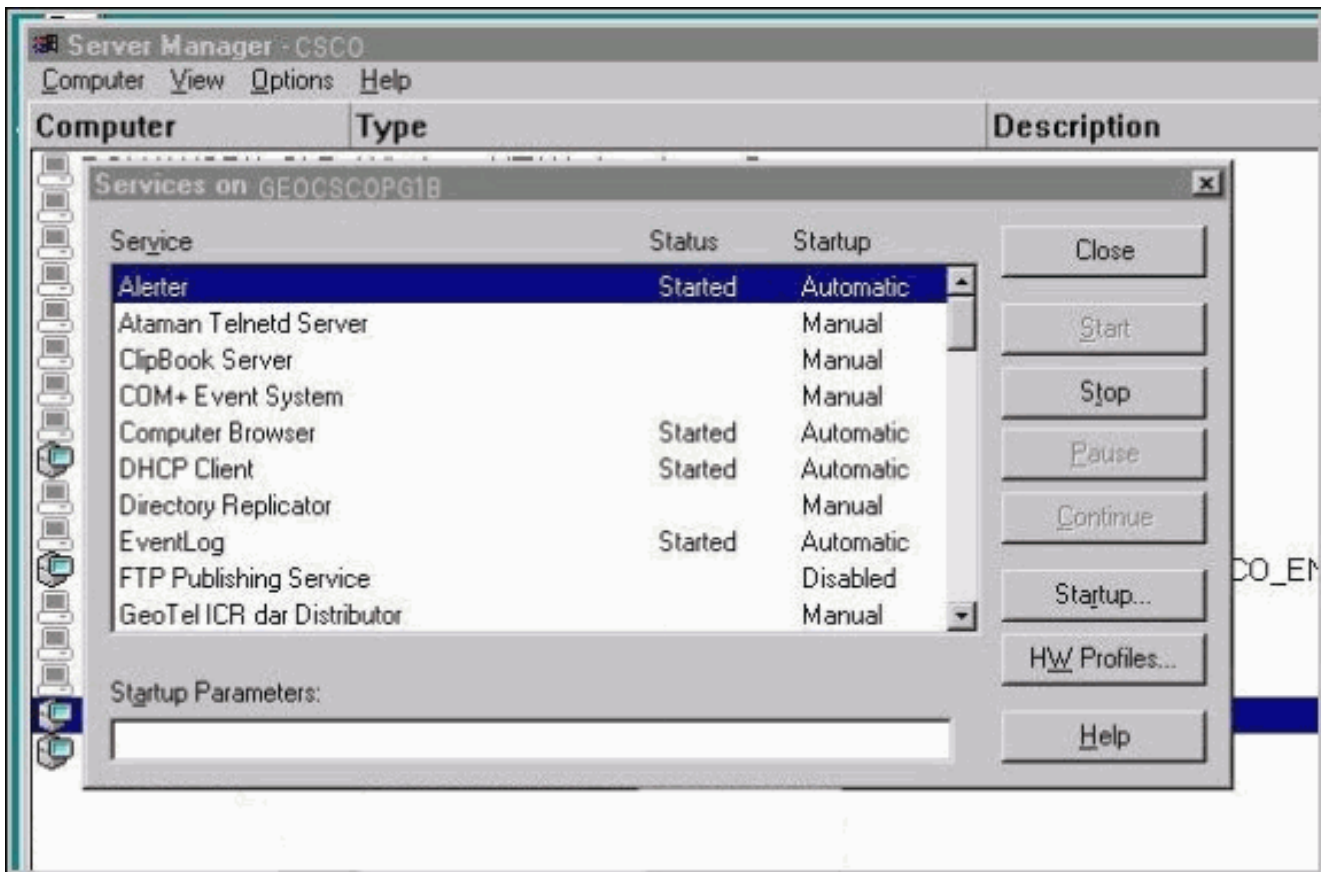 Server Manager - CSCO
Computer View Options Help
Computer Type Description
Services on GEOCSCOPG1B
Service Status Startup
Alerter Started Automatic
Ataman Telnetd Server Manual
ClipBook Server Manual
COM+ Event System Manual
Computer Browser Started Automatic
DHCP Client Started Automatic
Directory Replicator Manual
EventLog Started Automatic
FTP Publishing Service Disabled
GeoTel ICR dar Distributor Manual
Startup Parameters:
Close
Start
Stop
Pause
Continue
Startup...
HW Profiles...
Help
CO_EN